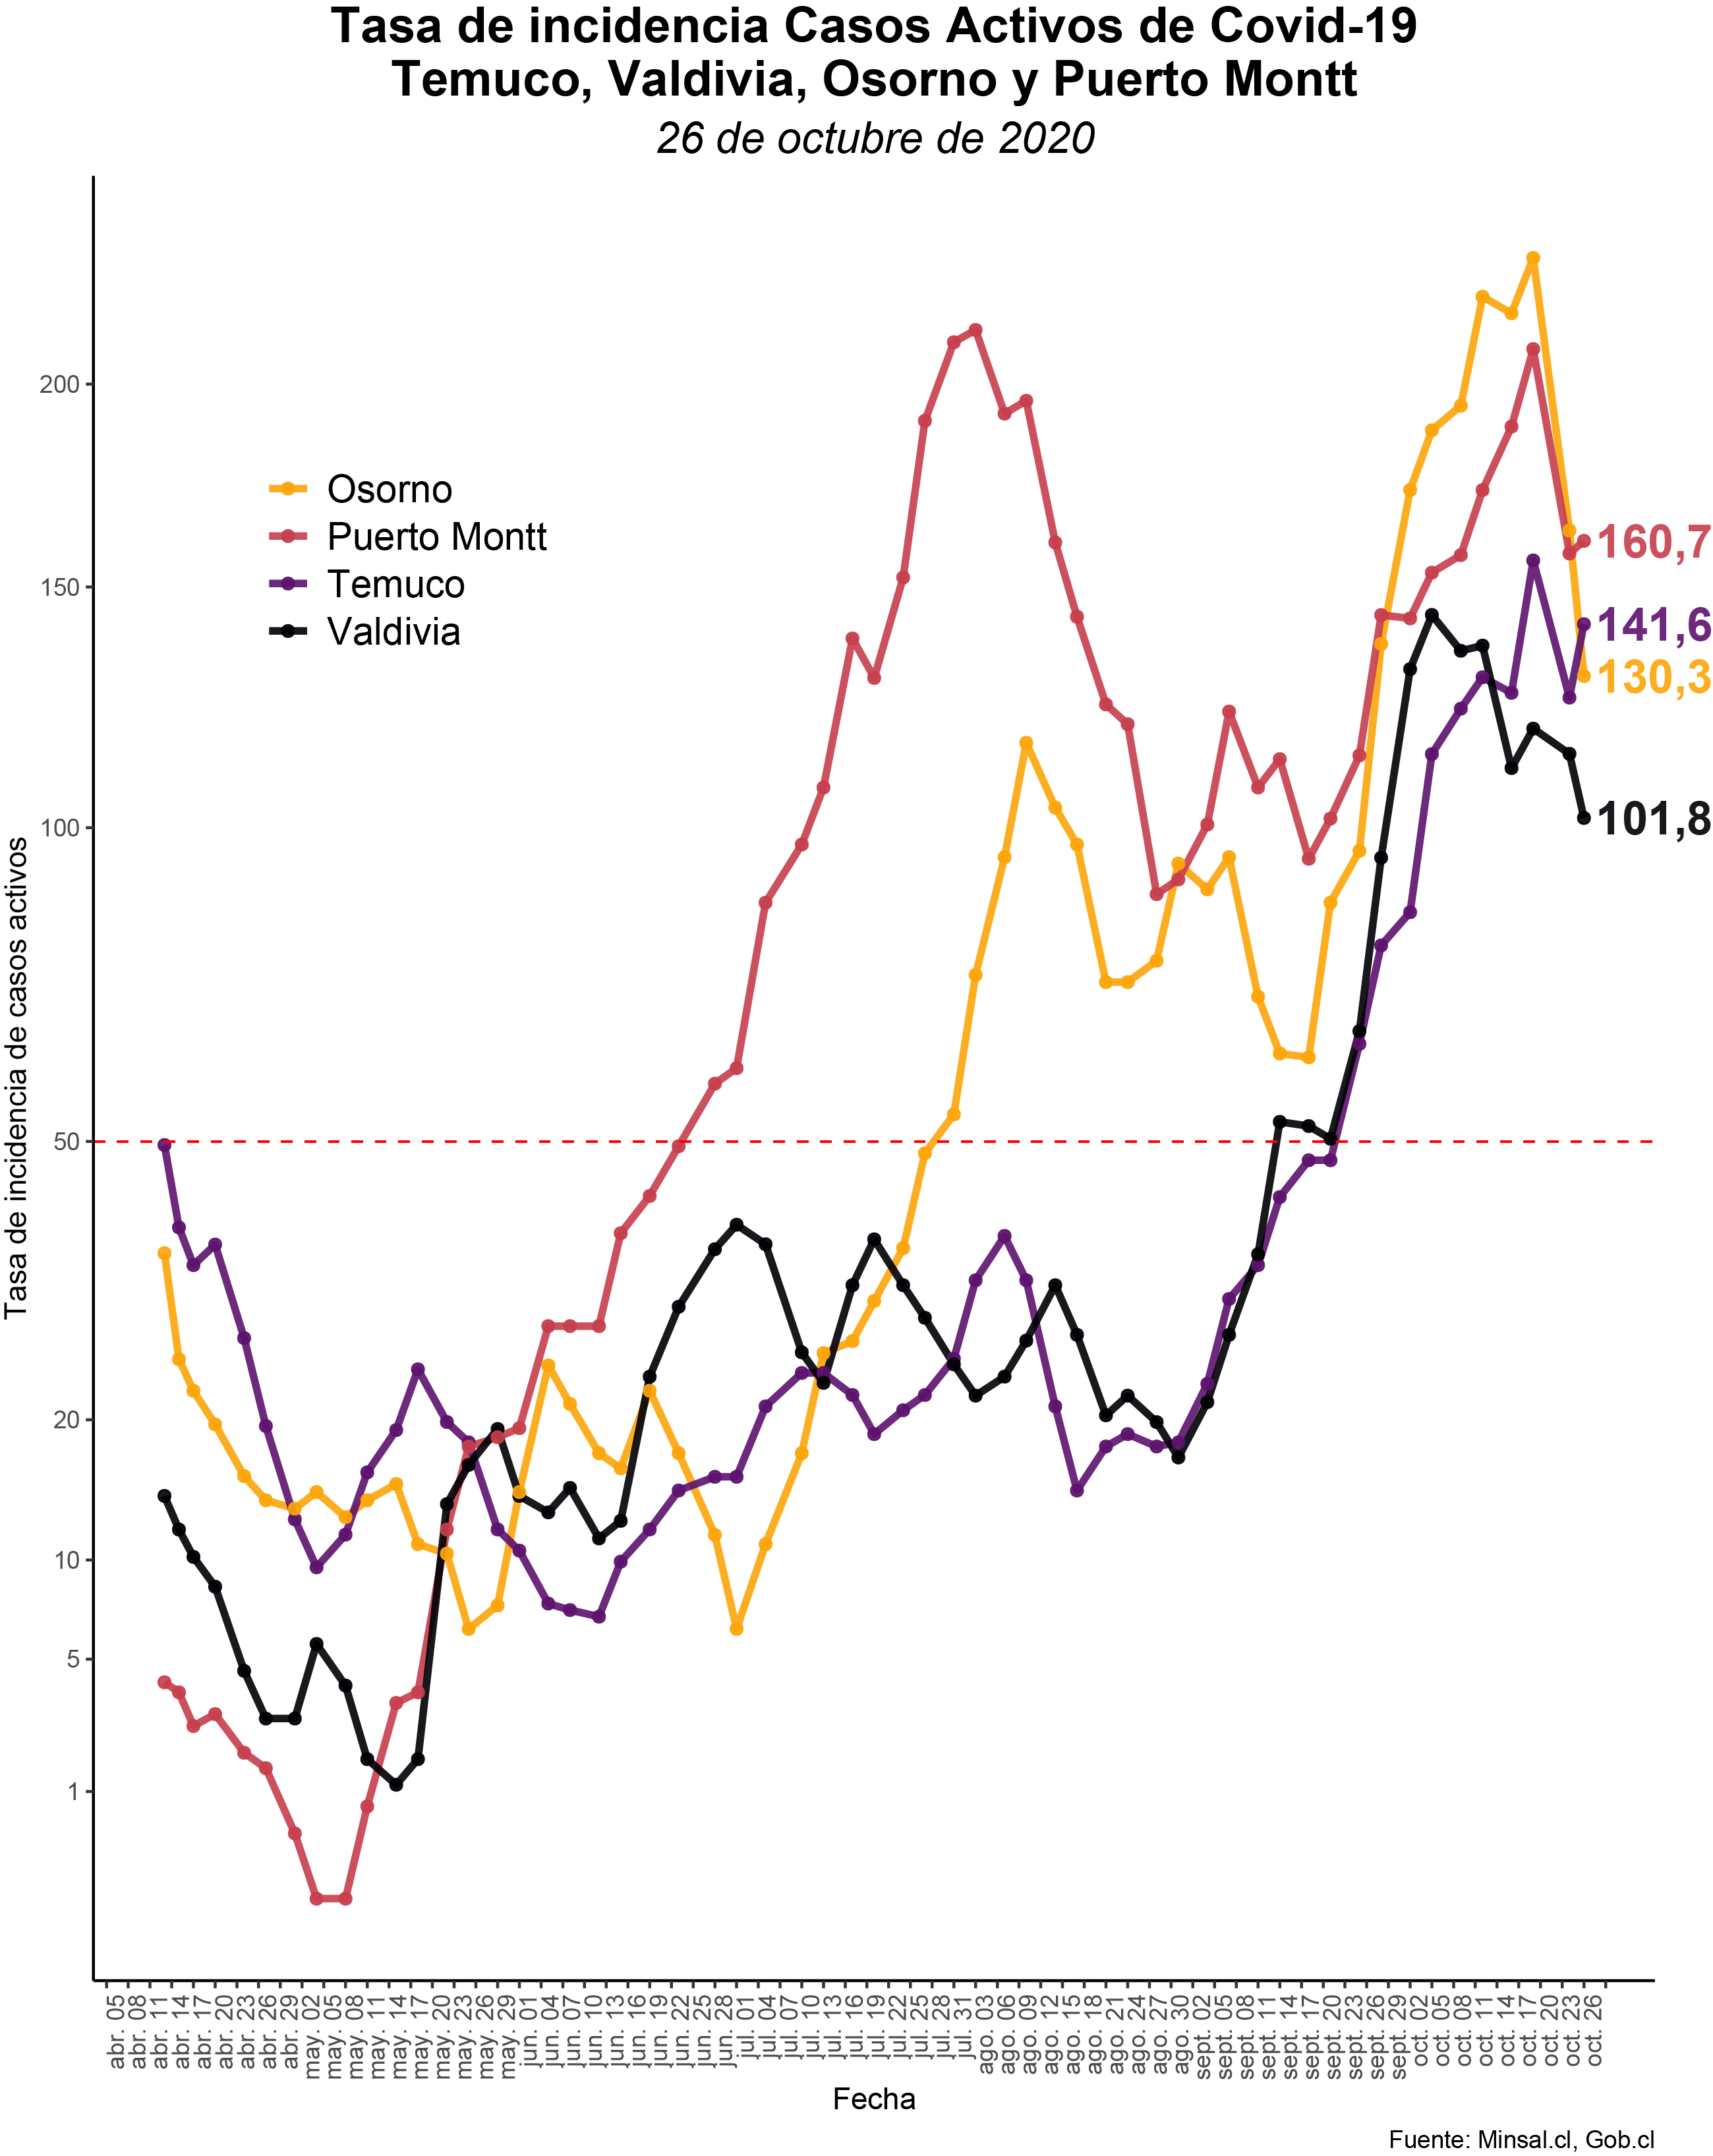 Tasa de incidencia Casos Activos de Covid-19
Temuco, Valdivia, Osorno y Puerto Montt
26 de octubre de 2020
Tasa de incidencia de casos activos
200
150
100
50
20
10
5
1
Osorno
Puerto Montt
Temuco
Valdivia
160,7
141,6
130,3
101,8
abr. 05
abr. 08
abr. 11
abr. 14
abr. 17
abr. 20
abr. 23
abr. 26
abr. 29
may. 02
may. 05
may. 08
may. 11
may. 14
may. 17
may. 20
may. 23
may. 26
may. 29
jun. 01
jun. 04
jun. 07
jun. 10
jun. 13
jun. 16
jun. 19
jun. 22
jun. 25
jun. 28
jul. 01
jul. 04
jul. 07
jul. 10
jul. 13
jul. 16
jul. 19
jul. 22
jul. 25
jul. 28
jul. 31
ago. 03
ago. 06
ago. 09
ago. 12
ago. 15
ago. 18
ago. 21
ago. 24
ago. 27
ago. 30
sept. 02
sept. 05
sept. 08
sept. 11
sept. 14
sept. 17
sept. 20
sept. 23
sept. 26
sept. 29
oct. 02
oct. 05
oct. 08
oct. 11
oct. 14
oct. 17
oct. 20
oct. 23
oct. 26
Fecha
Fuente: Minsal.cl, Gob.cl